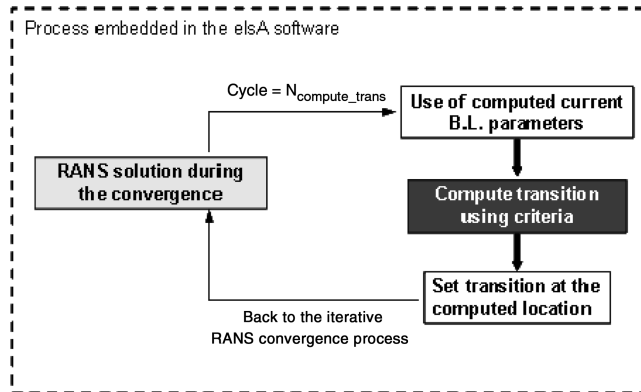 Process embedded in the elsA software
Cycle = Ncompute_trans
Use of computed current
B.L. parameters
RANS solution during
the convergence
Compute transition
using criteria
Set transition at the
computed location
Back to the iterative
RANS convergence process